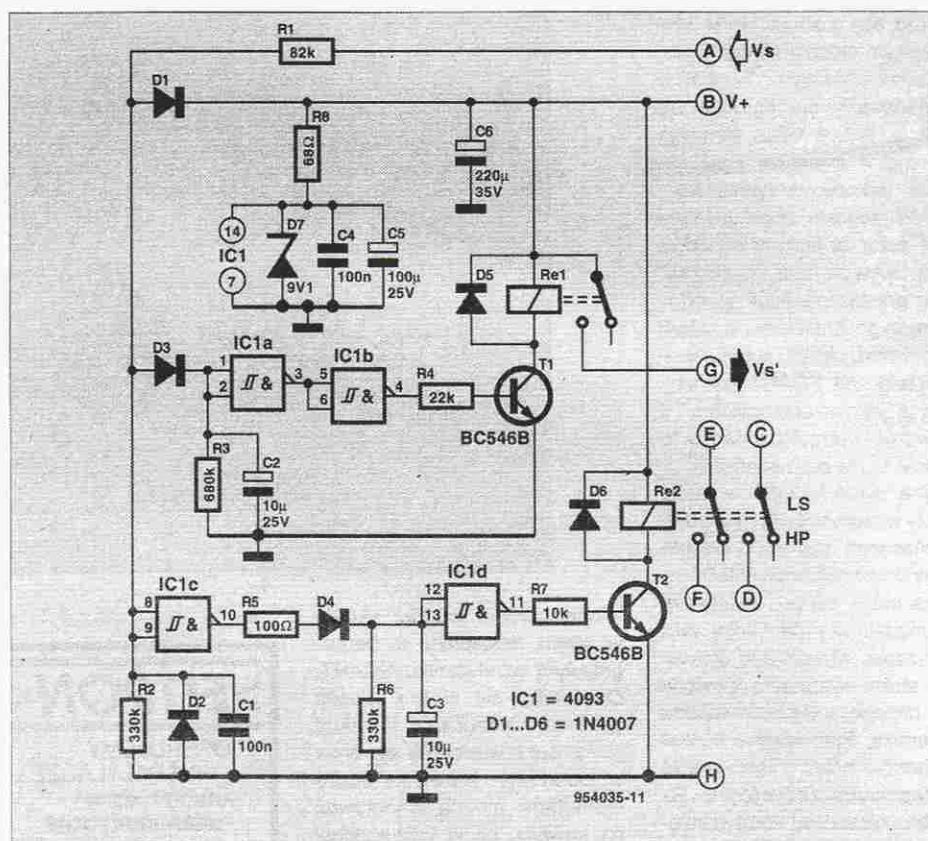 R1
82k
A
Vs
D1
B
V+
R8
68Ω
C6
220µ
35V
14
IC1
7
D7
9V1
C4
100n
C5
100µ
25V
D5
Re1
D3
IC1a
1
2
&
3
IC1b
5
6
&
4
R4
22k
T1
BC546B
G
Vs'
R3
680k
C2
10µ
25V
E
C
D6
Re2
LS
HP
F
D
IC1c
8
9
&
10
R5
100Ω
D4
IC1d
12
13
&
11
R7
10k
T2
BC546B
R2
330k
D2
C1
100n
R6
330k
C3
10µ
25V
IC1 = 4093
D1...D6 = 1N4007
H
954035-11